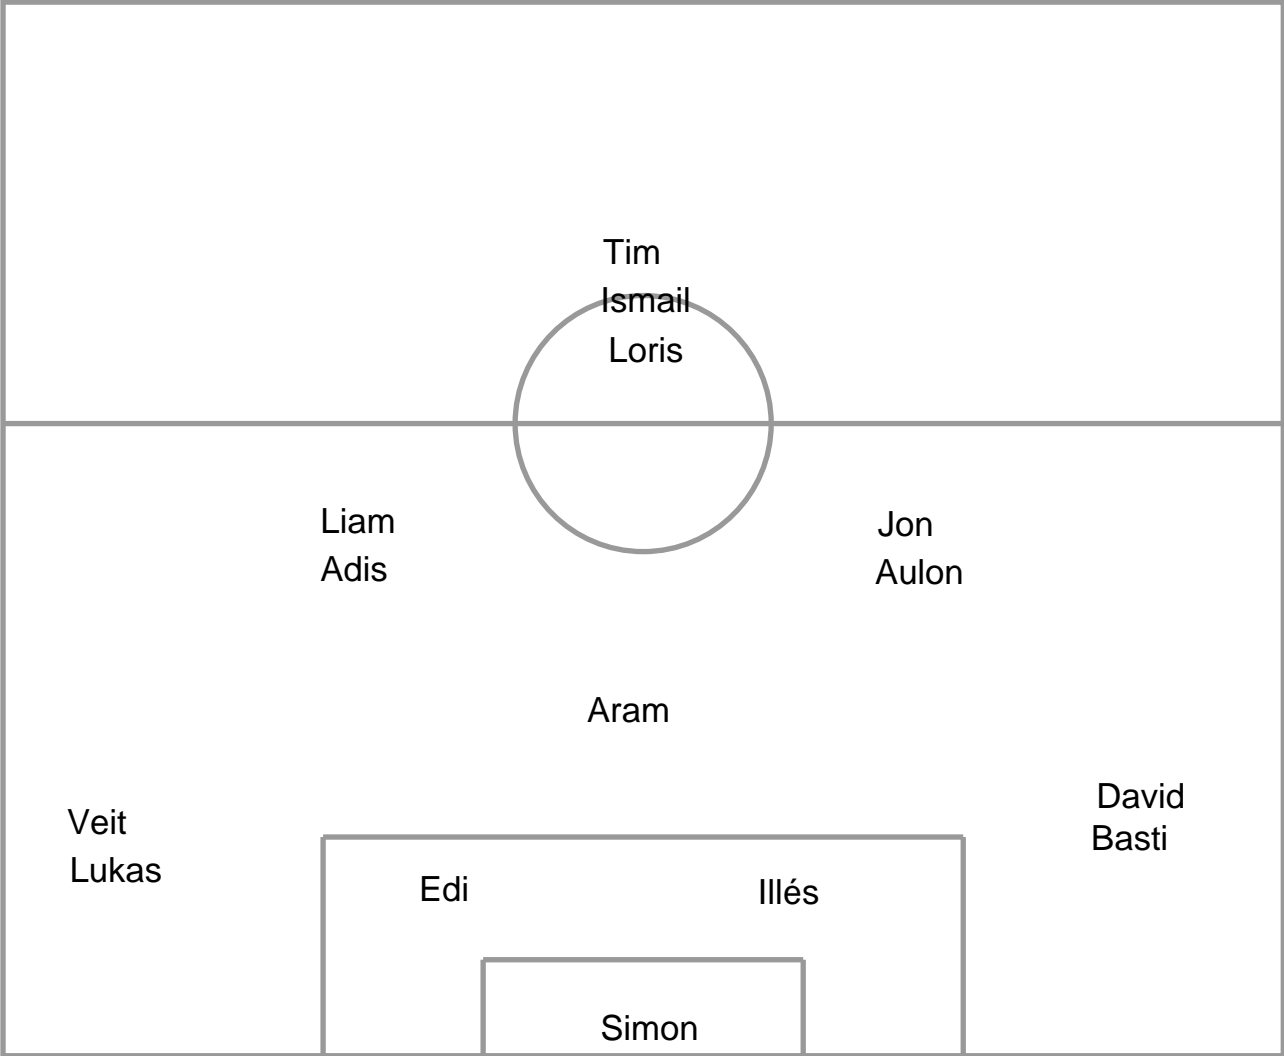 Tim
Ismail
Loris
Liam
Adis
Jon
Aulon
Aram
Veit
Lukas
David
Basti
Edi
Illés
Simon